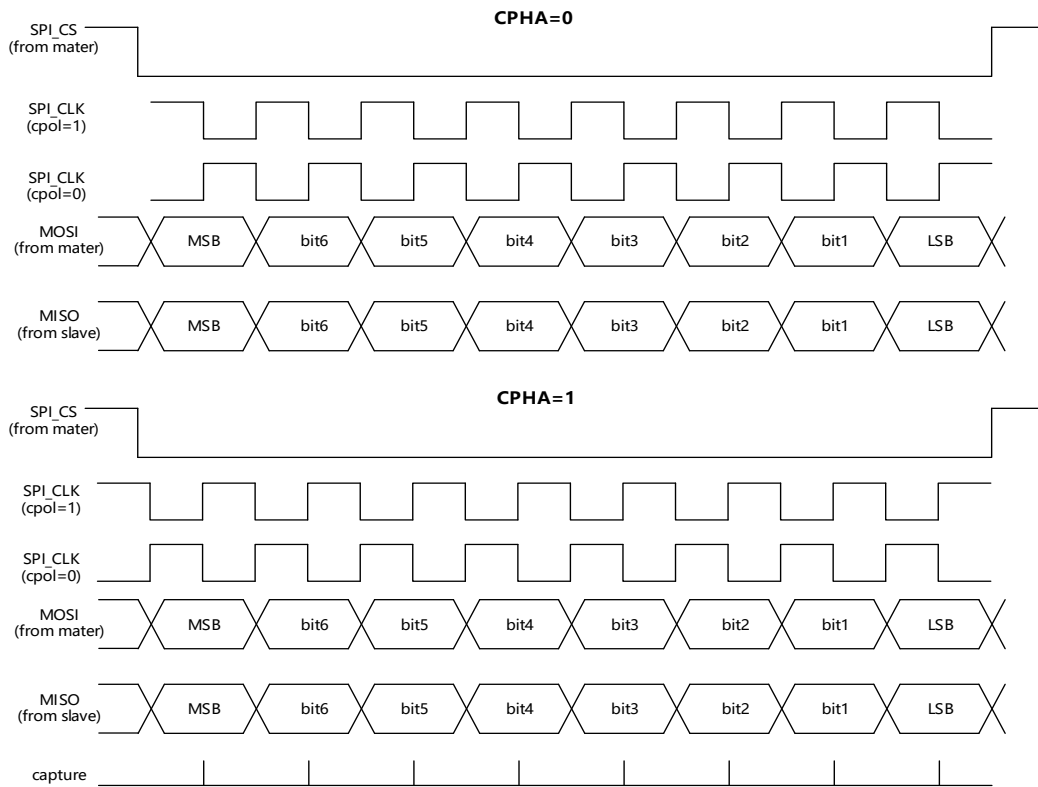 CPHA=0
SPI_CS
(from mater)
SPI_CLK
(cpol=1)
SPI_CLK
(cpol=0)
MOSI
(from mater)
MSB bit6 bit5 bit4 bit3 bit2 bit1 LSB
MISO
(from slave)
MSB bit6 bit5 bit4 bit3 bit2 bit1 LSB
CPHA=1
SPI_CS
(from mater)
SPI_CLK
(cpol=1)
SPI_CLK
(cpol=0)
MOSI
(from mater)
MSB bit6 bit5 bit4 bit3 bit2 bit1 LSB
MISO
(from slave)
MSB bit6 bit5 bit4 bit3 bit2 bit1 LSB
capture